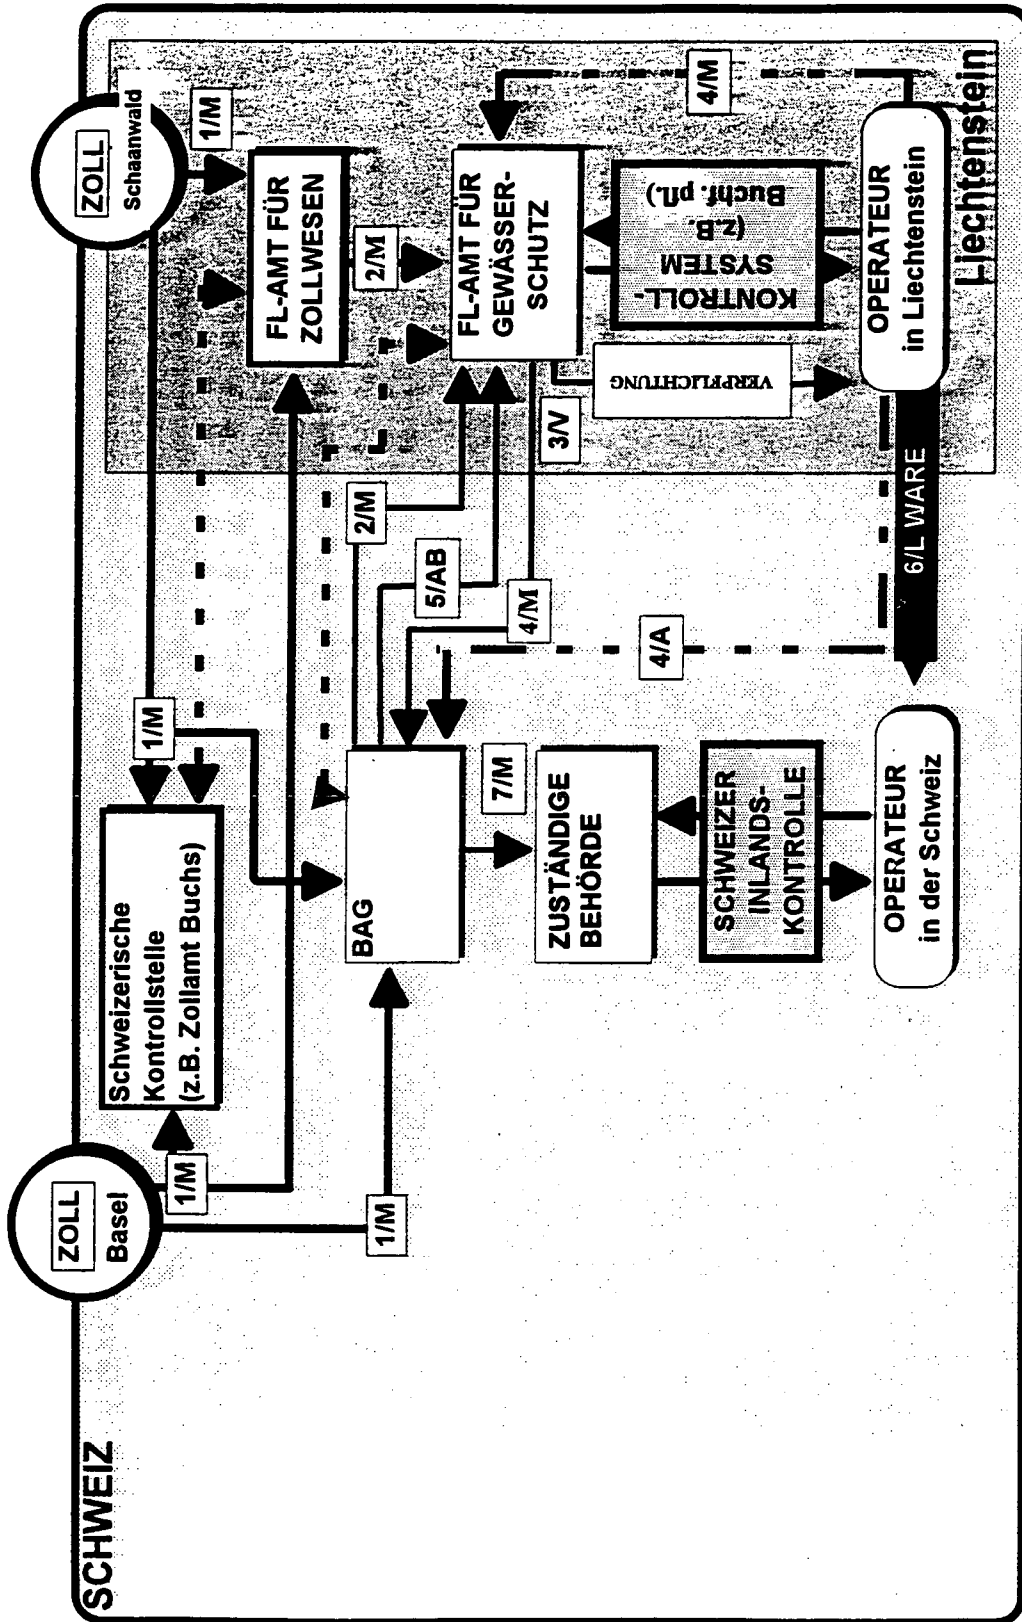 SCHWEIZ
ZOLL
Basel
ZOLL
Schaanwald
1/M
1/M
1/M
1/M
Schweizerische
Kontrollstelle
(z.B. Zollamt Buchs)
FL-AMT FÜR
ZOLLWESEN
2/M
2/M
BAG
5/AB
4/M
FL-AMT FÜR
GEWÄSSER-
SCHUTZ
3/V
4/M
7/M
4/A
ZUSTÄNDIGE
BEHÖRDE
VERPFLICHTUNG
KONTROLL-
SYSTEM
(z.B.
Buchf. pfl.)
SCHWEIZER
INLANDS-
KONTROLLE
OPERATEUR
in der Schweiz
6/L WARE
OPERATEUR
in Liechtenstein
Liechtenstein